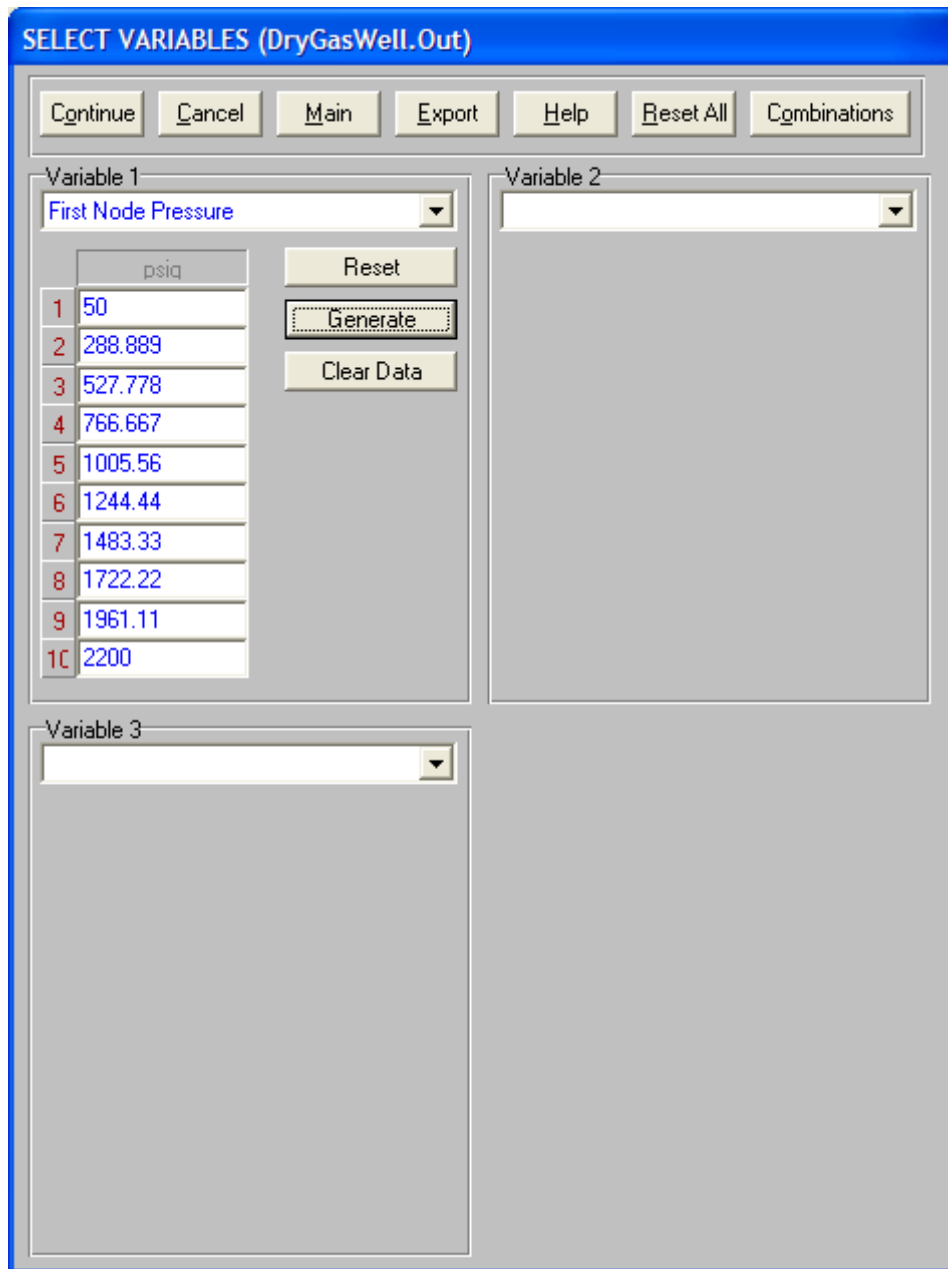 SELECT VARIABLES (DryGasWell.Out)
Continue Cancel Main Export Help Reset All Combinations
Variable 1
First Node Pressure
psig
Reset
Generate
Clear Data
1 50
2 288.889
3 527.778
4 766.667
5 1005.56
6 1244.44
7 1483.33
8 1722.22
9 1961.11
10 2200
Variable 2
Variable 3